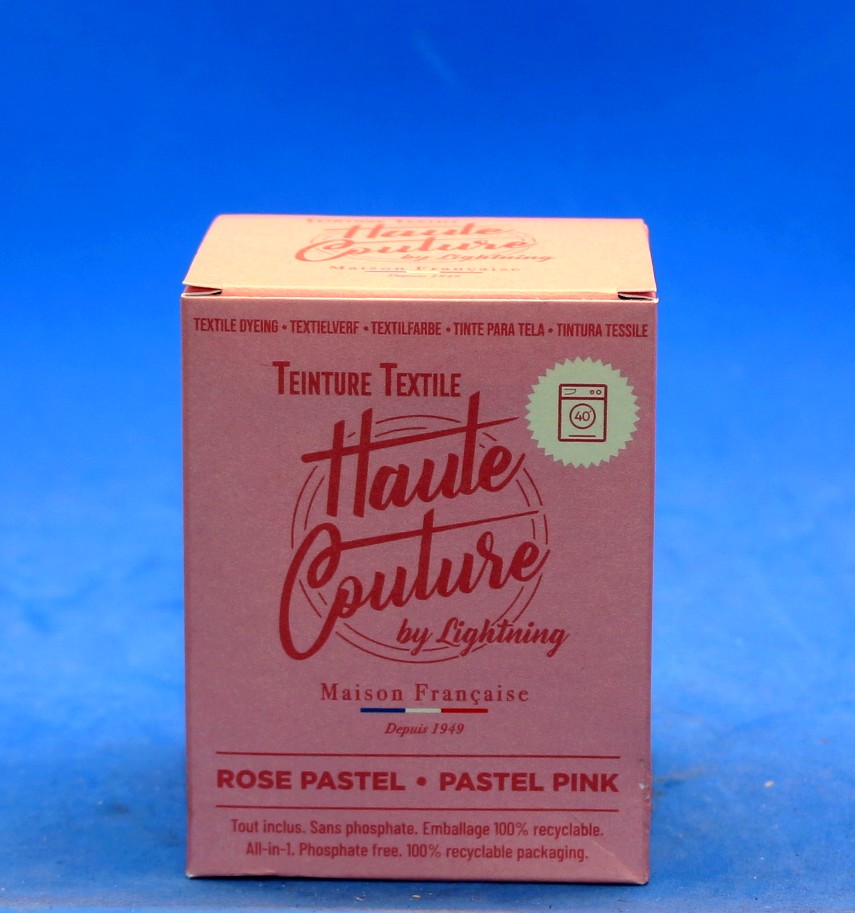 TEINTURE TEXTILE
Haute
Couture
by Lightning
Maison Française
Depuis 1949
TEXTILE DYEING • TEXTIELVERF • TEXTILFARBE • TINTE PARA TELA • TINTURA TESSILE
TEINTURE TEXTILE
40°
Haute
Couture
by Lightning
Maison Française
Depuis 1949
ROSE PASTEL • PASTEL PINK
Tout inclus. Sans phosphate. Emballage 100% recyclable.
All-in-1. Phosphate free. 100% recyclable packaging.